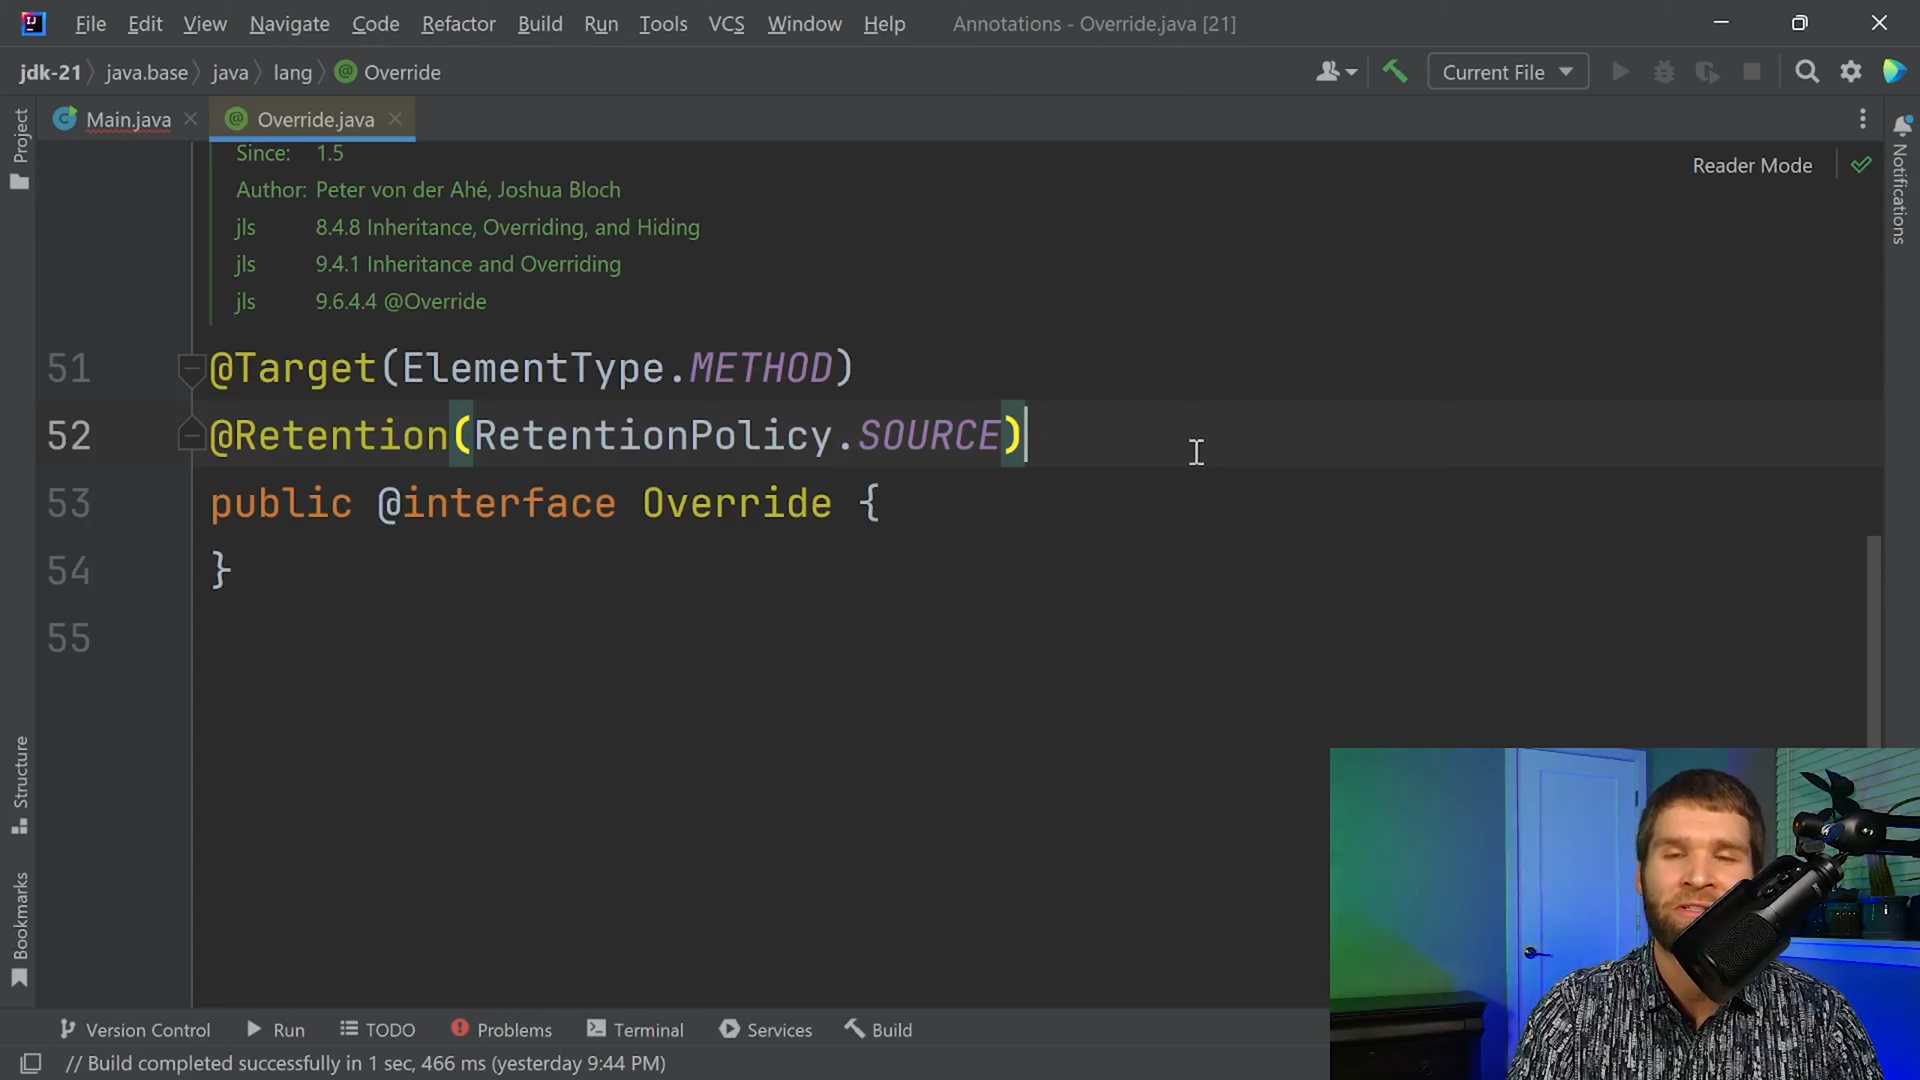 File Edit View Navigate Code Refactor Build Run Tools VCS Window Help Annotations - Override.java [21]
jdk-21 java.base java lang Override Current File
Main.java Override.java
Project
Notifications
Reader Mode
Since: 1.5
Author: Peter von der Ahé, Joshua Bloch
jls 8.4.8 Inheritance, Overriding, and Hiding
jls 9.4.1 Inheritance and Overriding
jls 9.6.4.4 @Override
51 @Target(ElementType.METHOD)
52 @Retention(RetentionPolicy.SOURCE)
53 public @interface Override {
54 }
55
Structure
Bookmarks
Version Control Run TODO Problems Terminal Services Build
// Build completed successfully in 1 sec, 466 ms (yesterday 9:44 PM)